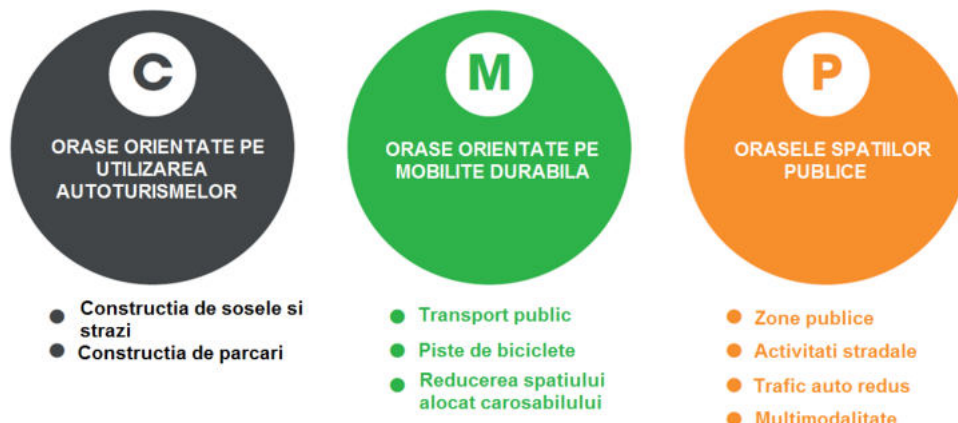 C
ORASE ORIENTATE PE
UTILIZAREA
AUTOTURISMELOR
Constructia de sosele si
strazi
Constructia de parcari
M
ORASE ORIENTATE PE
MOBILITE DURABILA
Transport public
Piste de biciclete
Reducerea spatiului
alocat carosabilului
P
ORASELE SPATIILOR
PUBLICE
Zone publice
Activitati stradale
Trafic auto redus
Multimodalitate